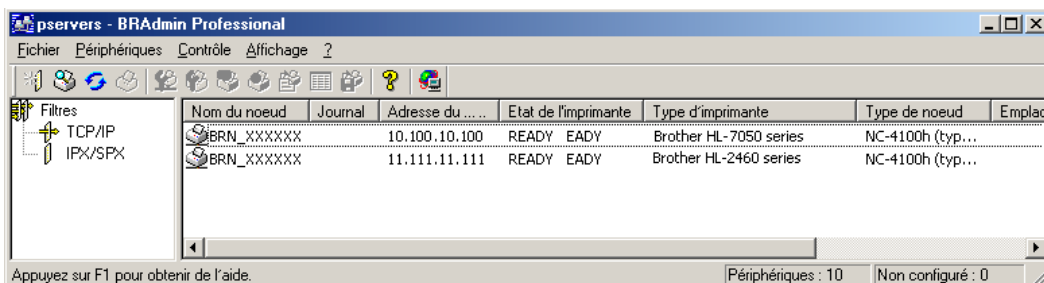 pservers - BRAdmin Professional
Fichier Périphériques Contrôle Affichage ?
Filtres
TCP/IP
IPX/SPX
Nom du noeud Journal Adresse du ..... Etat de l'imprimante Type d'imprimante Type de noeud Emplac
BRN_XXXXXX 10.100.10.100 READY EADY Brother HL-7050 series NC-4100h (typ...
BRN_XXXXXX 11.111.11.111 READY EADY Brother HL-2460 series NC-4100h (typ...
Appuyez sur F1 pour obtenir de l'aide. Périphériques : 10 Non configuré : 0